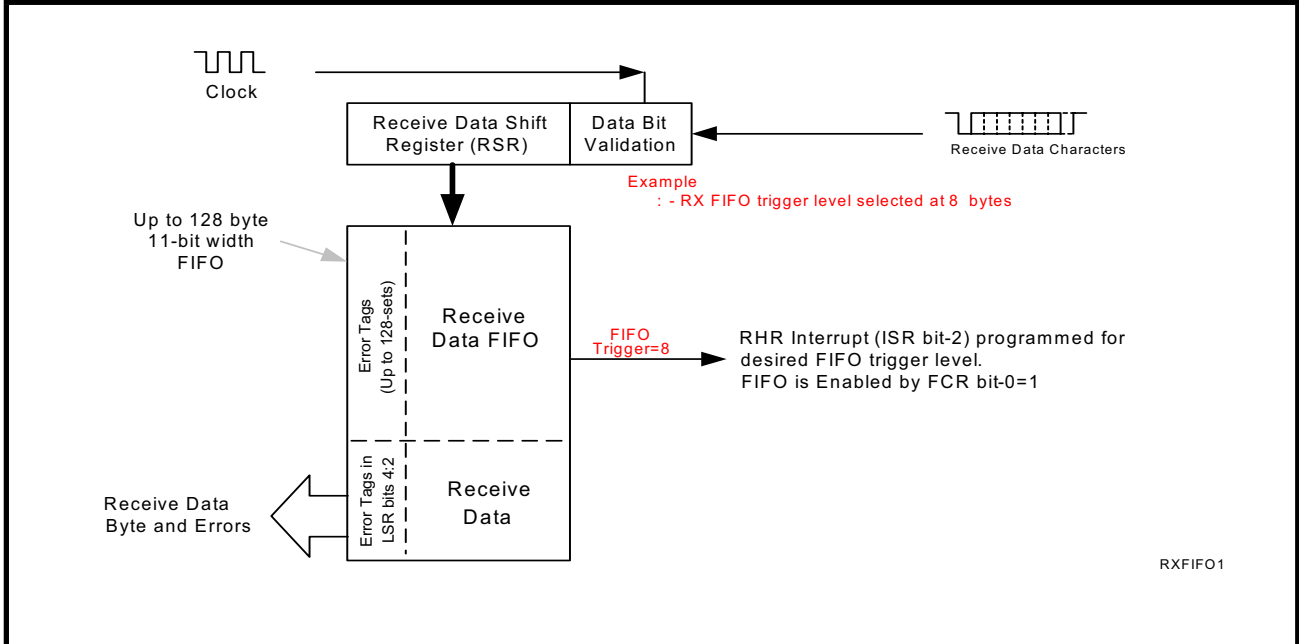 Clock
Receive Data Shift
Register (RSR)
Data Bit
Validation
Receive Data Characters
Example
: - RX FIFO trigger level selected at 8 bytes
Up to 128 byte
11-bit width
FIFO
Error Tags
(Up to 128-sets)
Receive
Data FIFO
FIFO
Trigger=8
RHR Interrupt (ISR bit-2) programmed for
desired FIFO trigger level.
FIFO is Enabled by FCR bit-0=1
Error Tags in
LSR bits 4:2
Receive
Data
Receive Data
Byte and Errors
RXFIFO1